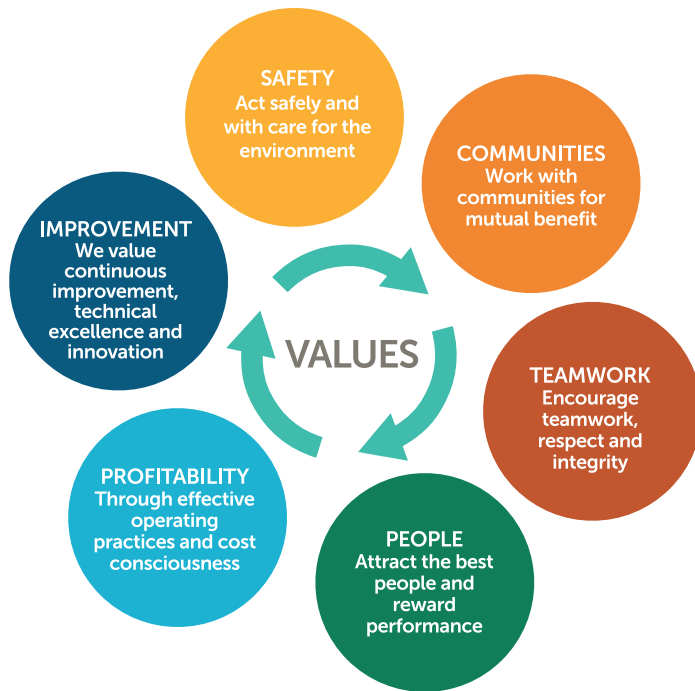 SAFETY
Act safely and
with care for the
environment
COMMUNITIES
Work with
communities for
mutual benefit
IMPROVEMENT
We value
continuous
improvement,
technical
excellence and
innovation
VALUES
TEAMWORK
Encourage
teamwork,
respect and
integrity
PROFITABILITY
Through effective
operating
practices and cost
consciousness
PEOPLE
Attract the best
people and
reward
performance